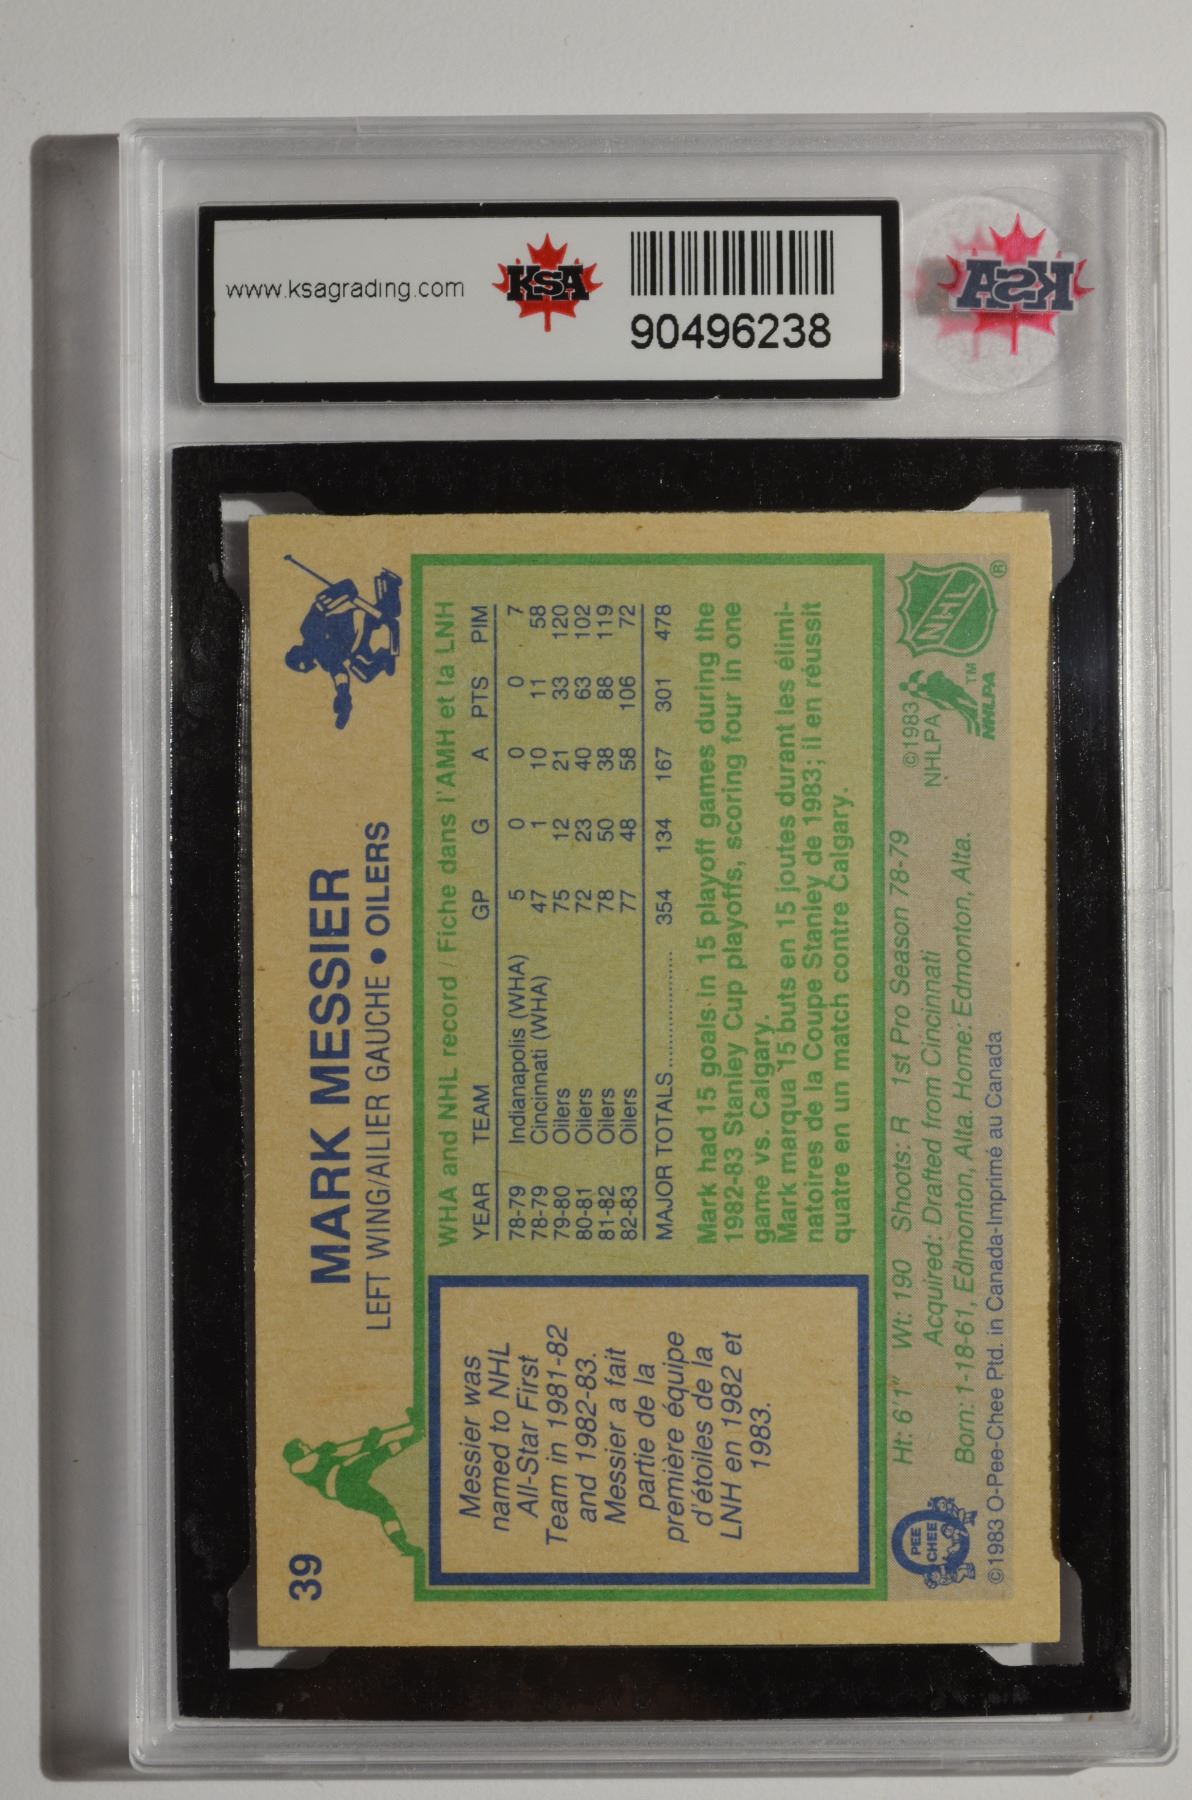 www.ksagrading.com
KSA
90496238
KSA
39
MARK MESSIER
LEFT WING/AILIER GAUCHE • OILERS
Messier was
named to NHL
All-Star First
Team in 1981-82
and 1982-83.
Messier a fait
partie de la
première équipe
d'étoiles de la
LNH en 1982 et
1983.
WHA and NHL record / Fiche dans l'AMH et la LNH
YEAR TEAM GP G A PTS PIM
78-79 Indianapolis (WHA) 5 0 0 0 7
78-79 Cincinnati (WHA) 47 1 10 11 58
79-80 Oilers 75 12 21 33 120
80-81 Oilers 72 23 40 63 102
81-82 Oilers 78 50 38 88 119
82-83 Oilers 77 48 58 106 72
MAJOR TOTALS.................... 354 134 167 301 478
Mark had 15 goals in 15 playoff games during the
1982-83 Stanley Cup playoffs, scoring four in one
game vs. Calgary.
Mark marqua 15 buts en 15 joutes durant les élimi-
natoires de la Coupe Stanley de 1983; il en réussit
quatre en un match contre Calgary.
PEE
CHEE
Ht: 6'1" Wt: 190 Shoots: R 1st Pro Season 78-79
Acquired: Drafted from Cincinnati
Born: 1-18-61, Edmonton, Alta. Home: Edmonton, Alta.
©1983 O-Pee-Chee Ptd. in Canada-Imprimé au Canada
©1983
NHLPA
NHLPA
TM
NHL
®